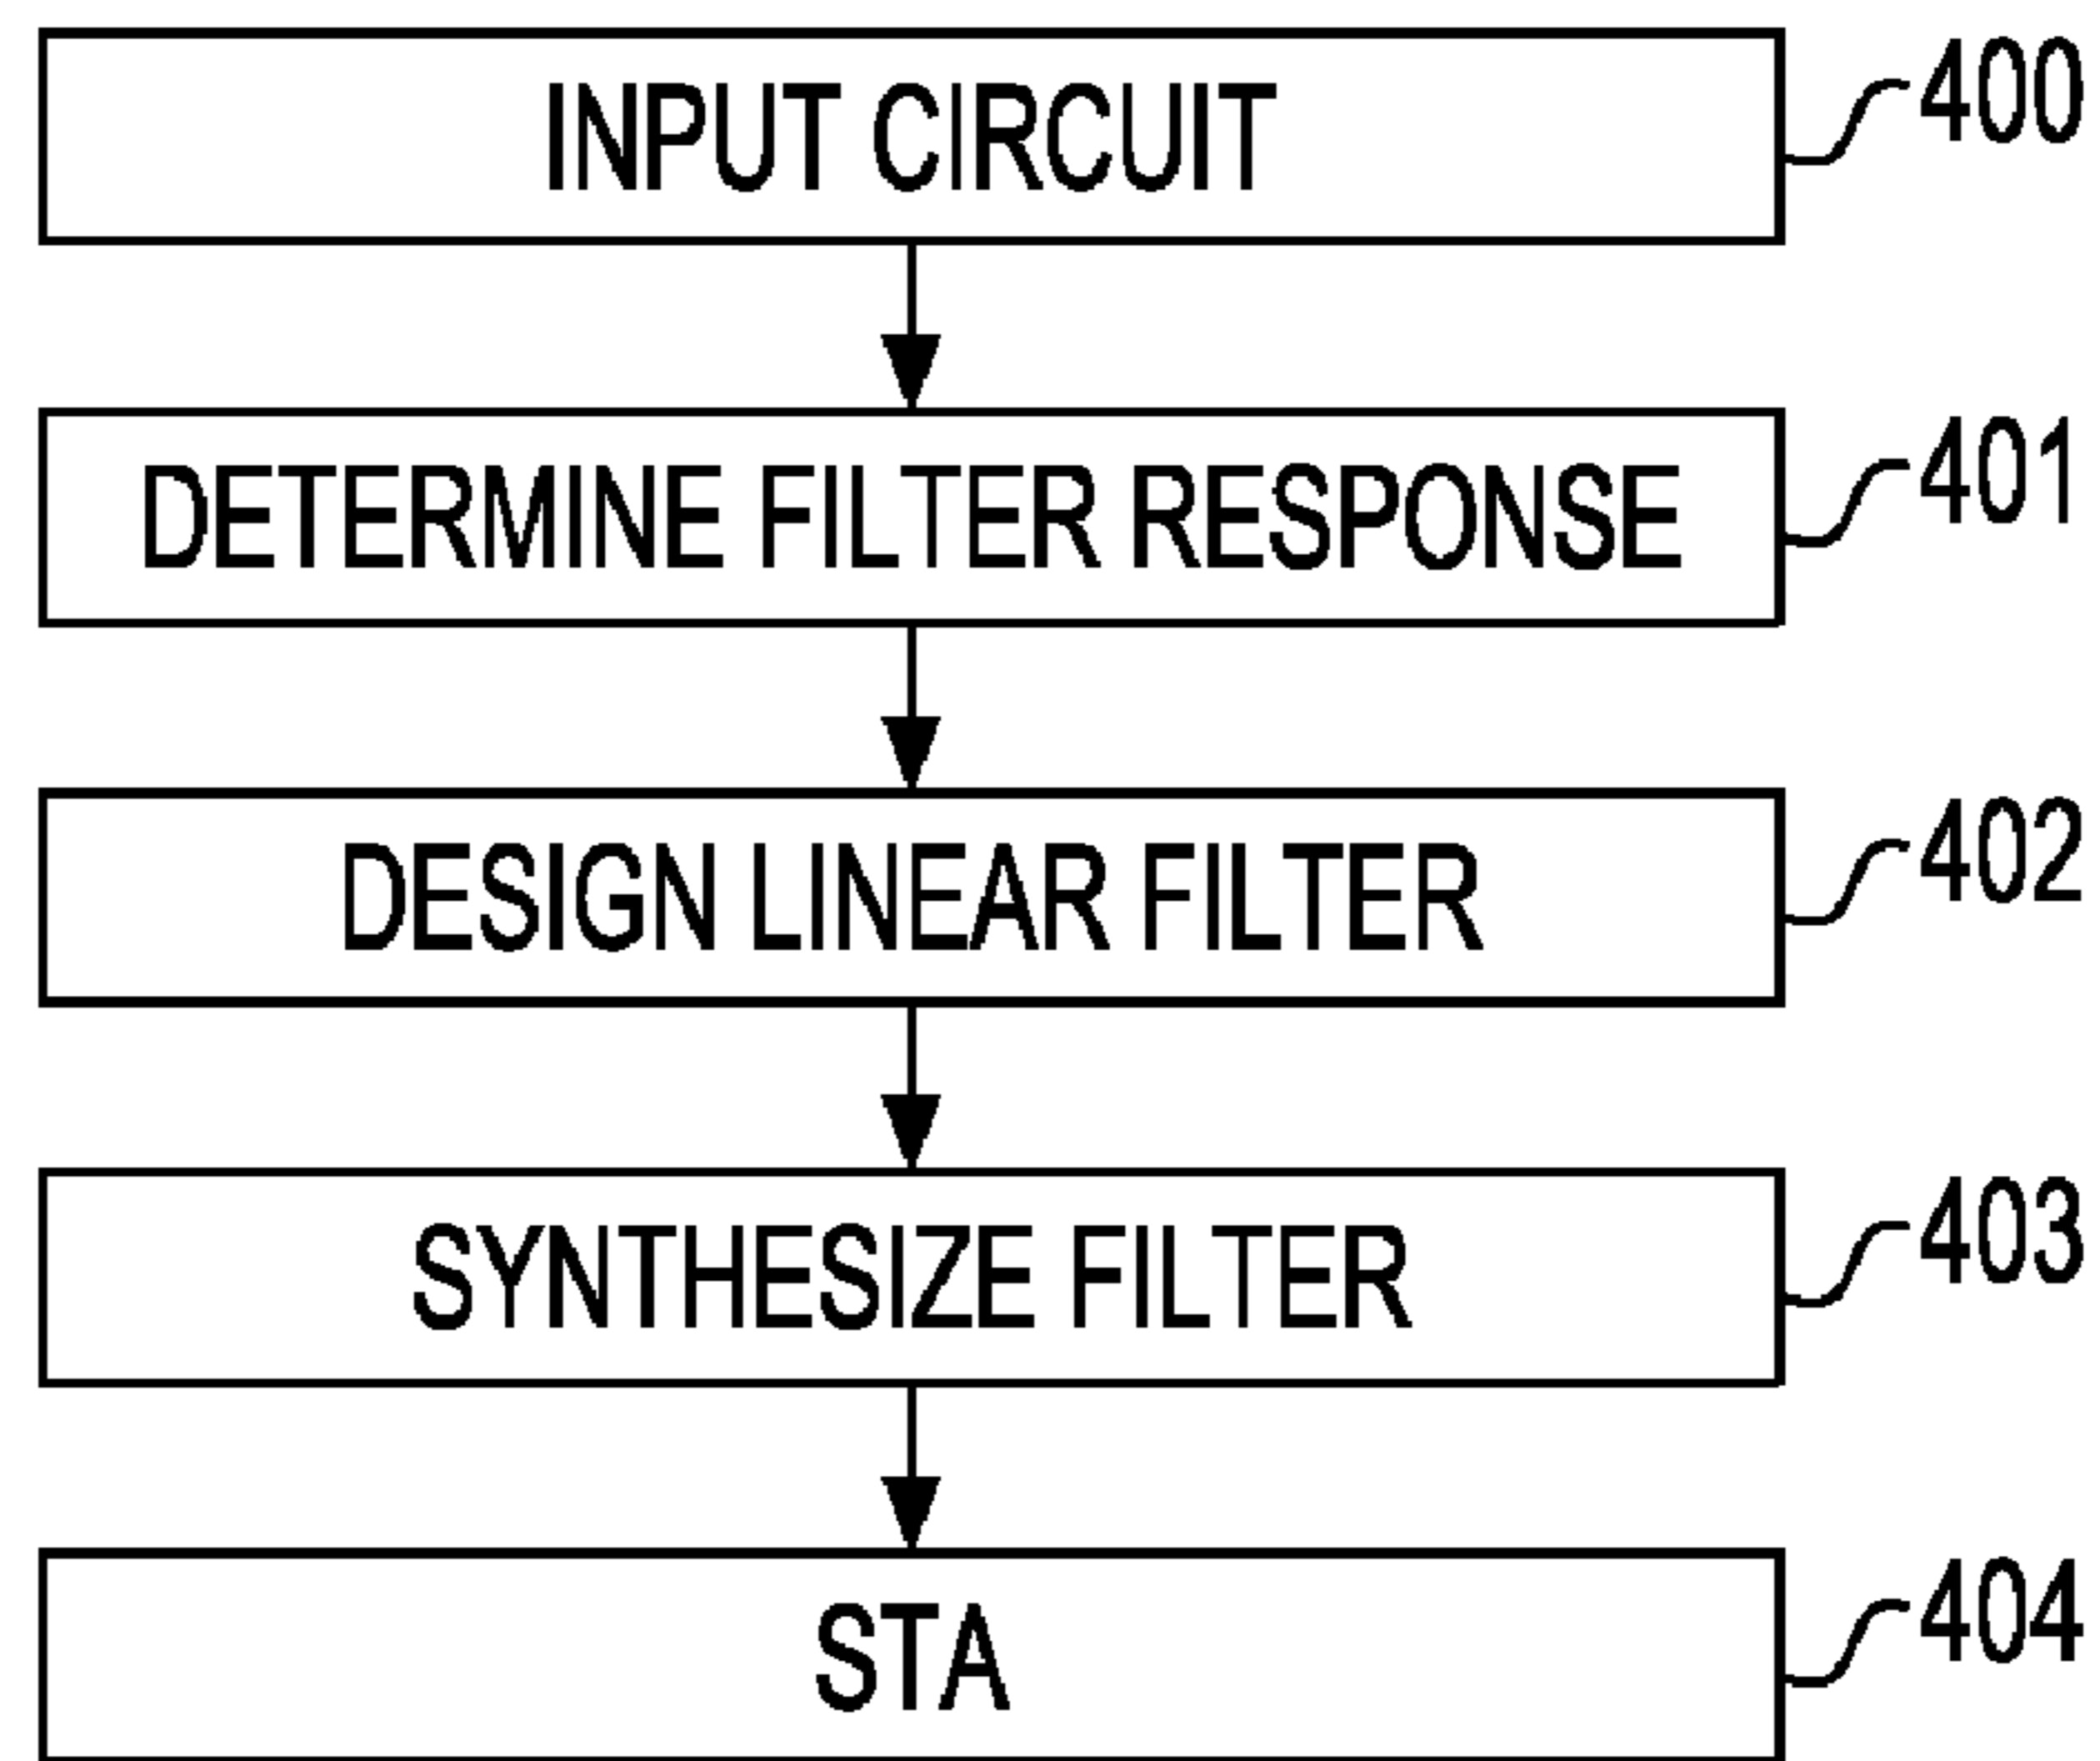 INPUT CIRCUIT
400
DETERMINE FILTER RESPONSE
401
DESIGN LINEAR FILTER
402
SYNTHESIZE FILTER
403
STA
404